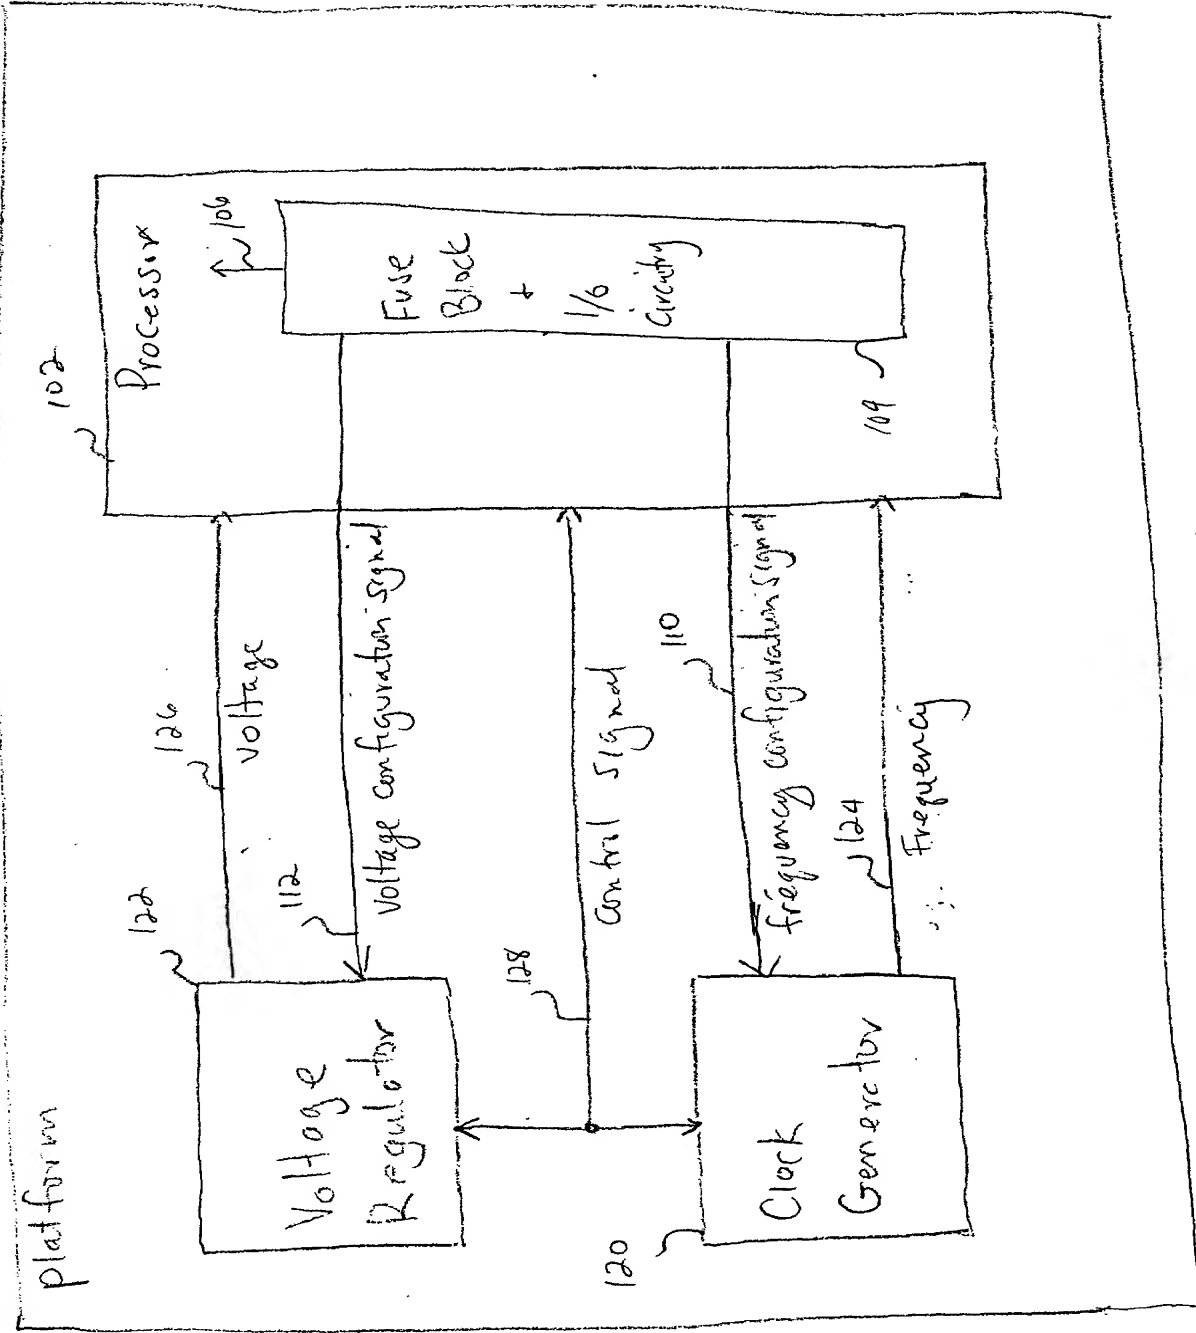 platform
122
Voltage
Regulator
126
Voltage
112
Voltage configuration signal
102
Processor
106
Fuse
Block
+
I/O
Circuitry
109
128
Control signal
120
Clock
Generator
110
frequency configuration signal
124
Frequency